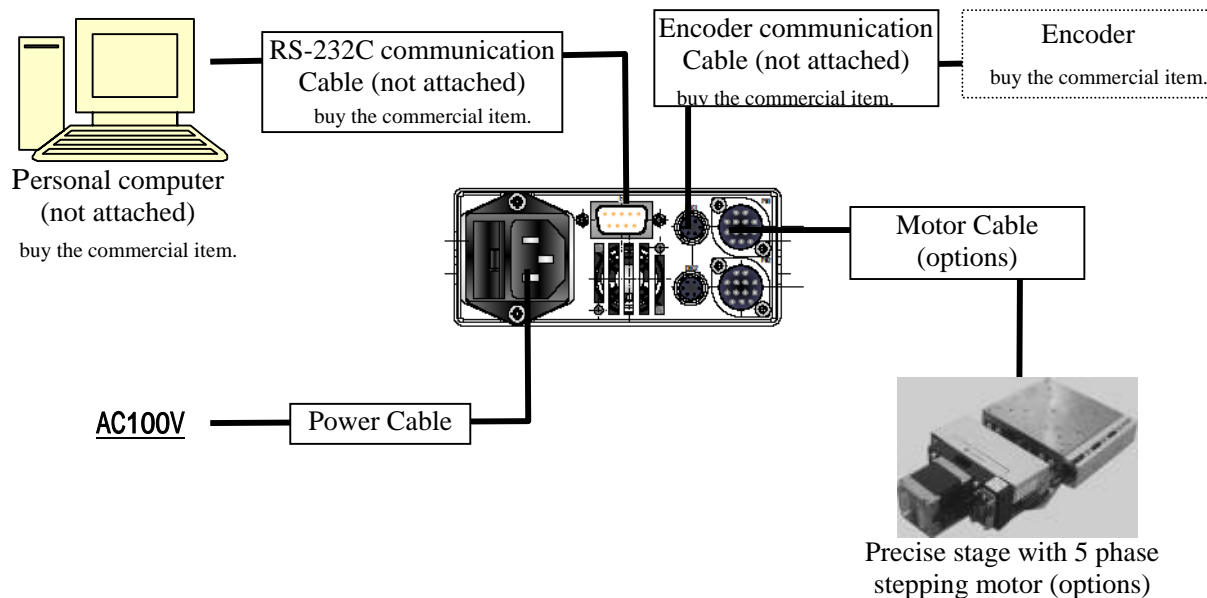 RS-232C communication
Cable (not attached)
buy the commercial item.
Encoder communication
Cable (not attached)
buy the commercial item.
Encoder
buy the commercial item.
Personal computer
(not attached)
buy the commercial item.
Motor Cable
(options)
AC100V
Power Cable
Precise stage with 5 phase
stepping motor (options)